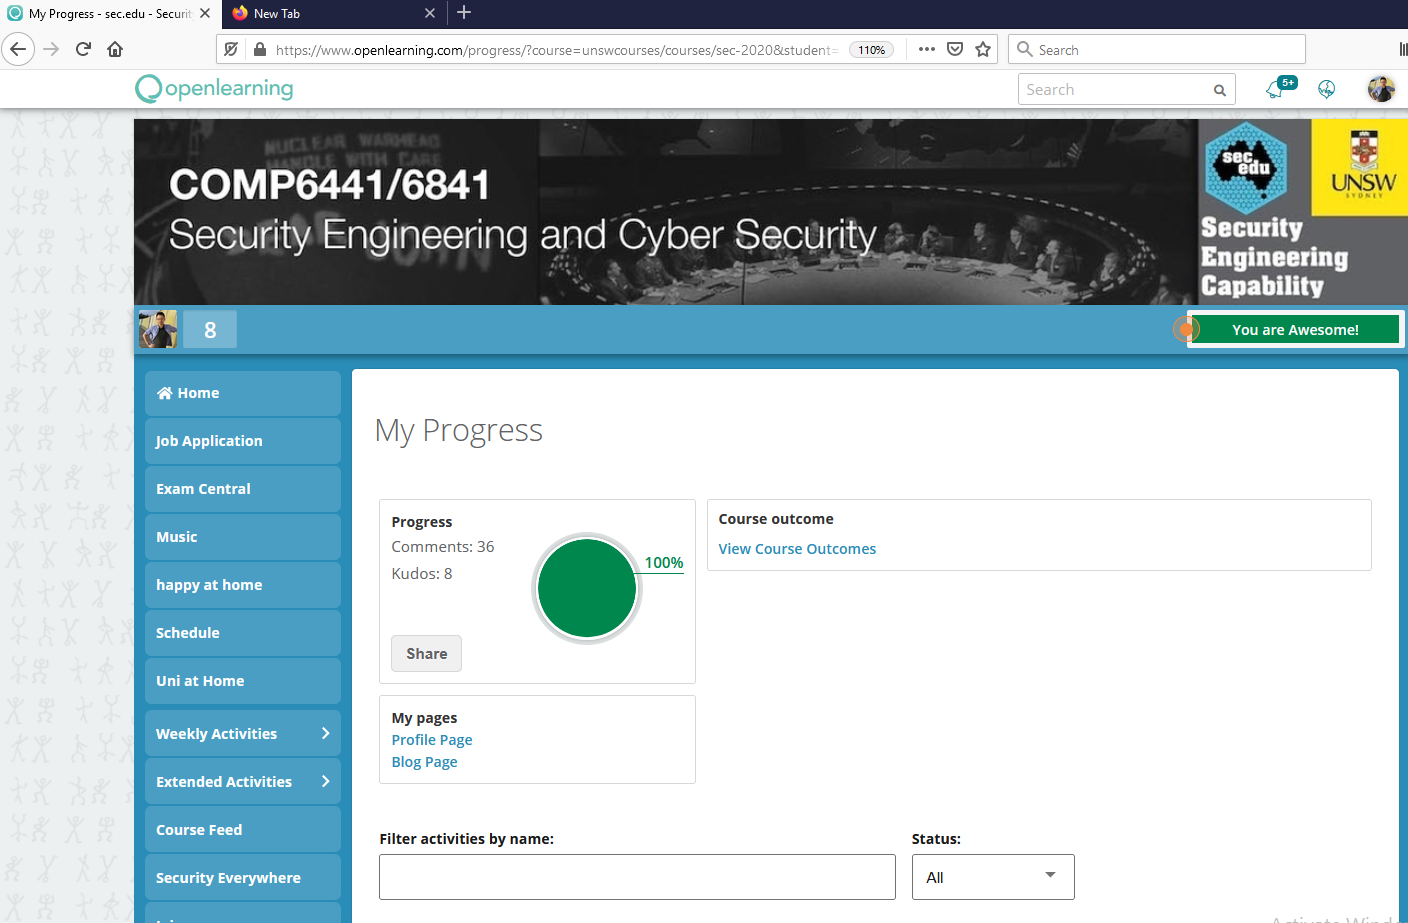 My Progress - sec.edu - Securit
New Tab
https://www.openlearning.com/progress/?course=unswcourses/courses/sec-2020&student=
110%
Search
openlearning
Search
5+
NUCLEAR WARHEAD
HANDLE WITH CARE
COMP6441/6841
Security Engineering and Cyber Security
sec
edu
UNSW
SYDNEY
Security
Engineering
Capability
8
You are Awesome!
Home
Job Application
Exam Central
Music
happy at home
Schedule
Uni at Home
Weekly Activities
Extended Activities
Course Feed
Security Everywhere
My Progress
Progress
Comments: 36
Kudos: 8
100%
Share
Course outcome
View Course Outcomes
My pages
Profile Page
Blog Page
Filter activities by name:
Status:
All